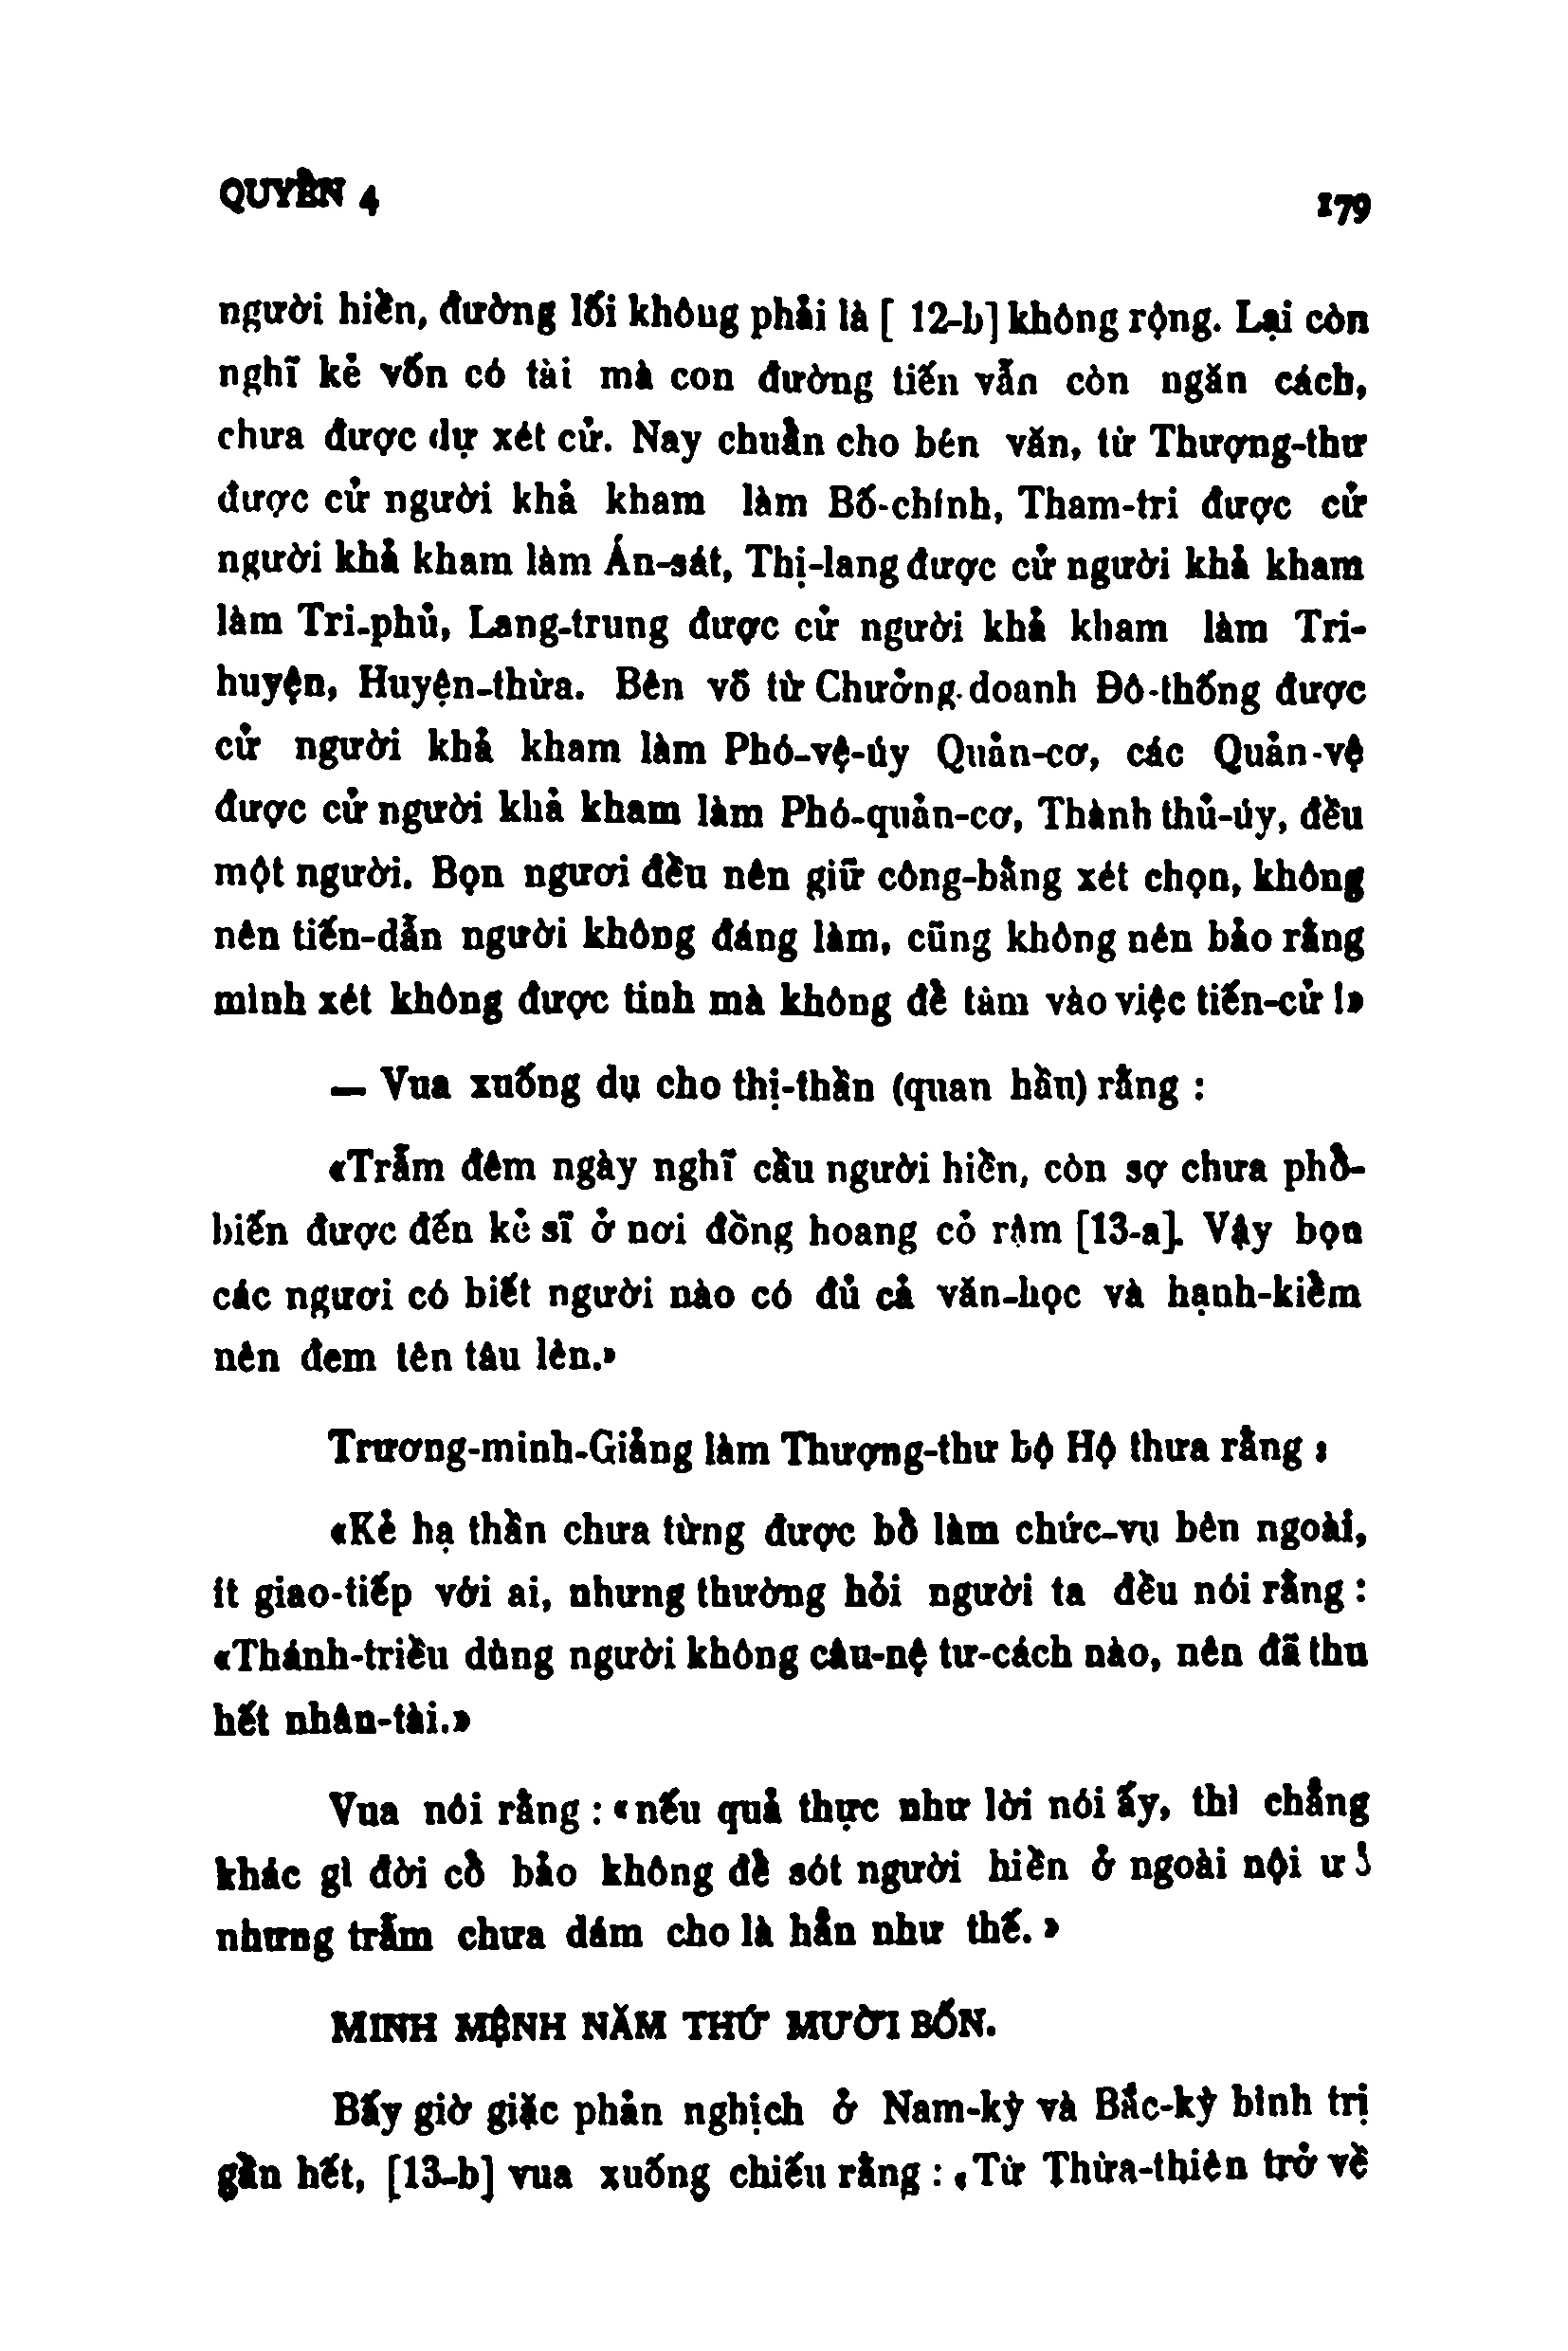 QUYỂN 4
179
người hiền, đường lối không phải là [ 12-b] không rộng. Lại còn
nghĩ kẻ vốn có tài mà con đường tiến vẫn còn ngăn cách,
chưa được dự xét cử. Nay chuẩn cho bên văn, từ Thượng-thư
được cử người khả kham làm Bố-chính, Tham-tri được cử
người khả kham làm Án-sát, Thị-lang được cử người khả kham
làm Tri-phủ, Lang-trung được cử người khả kham làm Tri-
huyện, Huyện-thừa. Bên võ từ Chưởng-doanh Đô-thống được
cử người khả kham làm Phó-vệ-úy Quản-cơ, các Quản-vệ
được cử người khả kham làm Phó-quản-cơ, Thành thủ-úy, đều
một người. Bọn ngươi đều nên giữ công-bằng xét chọn, không
nên tiến-dẫn người không đáng làm, cũng không nên bảo rằng
mình xét không được tinh mà không để tâm vào việc tiến-cử !»
— Vua xuống dụ cho thị-thần (quan hầu) rằng :
«Trẫm đêm ngày nghĩ cầu người hiền, còn sợ chưa phổ-
biến được đến kẻ sĩ ở nơi đồng hoang cỏ rậm [13-a]. Vậy bọn
các ngươi có biết người nào có đủ cả văn-học và hạnh-kiểm
nên đem tên tâu lên.»
Trương-minh-Giảng làm Thượng-thư bộ Hộ thưa rằng :
«Kẻ hạ thần chưa từng được bổ làm chức-vụ bên ngoài,
ít giao-tiếp với ai, nhưng thường hỏi người ta đều nói rằng :
«Thánh-triều dùng người không câu-nệ tư-cách nào, nên đã thu
hết nhân-tài.»
Vua nói rằng : «nếu quả thực như lời nói ấy, thì chẳng
khác gì đời cổ bảo không để sót người hiền ở ngoài nội ư ?
nhưng trẫm chưa dám cho là hẳn như thế. »
MINH MỆNH NĂM THỨ MƯỜI BỐN.
Bấy giờ giặc phản nghịch ở Nam-kỳ và Bắc-kỳ bình trị
gần hết, [13-b] vua xuống chiếu rằng : «Từ Thừa-thiên trở về